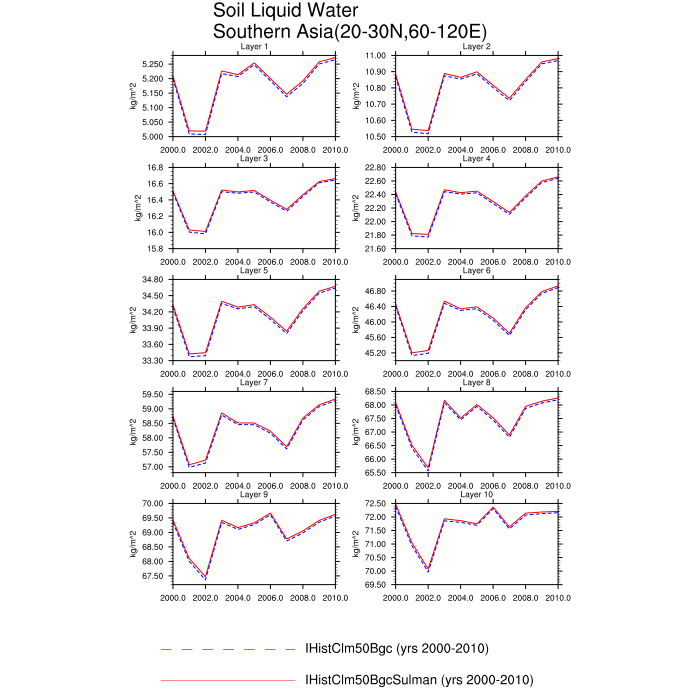 Soil Liquid Water
Southern Asia(20-30N,60-120E)
Layer 1
Layer 2
kg/m^2
5.250
5.200
5.150
5.100
5.050
5.000
2000.0 2002.0 2004.0 2006.0 2008.0 2010.0
kg/m^2
11.00
10.90
10.80
10.70
10.60
10.50
2000.0 2002.0 2004.0 2006.0 2008.0 2010.0
Layer 3
Layer 4
kg/m^2
16.8
16.6
16.4
16.2
16.0
15.8
2000.0 2002.0 2004.0 2006.0 2008.0 2010.0
kg/m^2
22.80
22.60
22.40
22.20
22.00
21.80
21.60
2000.0 2002.0 2004.0 2006.0 2008.0 2010.0
Layer 5
Layer 6
kg/m^2
34.80
34.50
34.20
33.90
33.60
33.30
2000.0 2002.0 2004.0 2006.0 2008.0 2010.0
kg/m^2
46.80
46.40
46.00
45.60
45.20
2000.0 2002.0 2004.0 2006.0 2008.0 2010.0
Layer 7
Layer 8
kg/m^2
59.50
59.00
58.50
58.00
57.50
57.00
2000.0 2002.0 2004.0 2006.0 2008.0 2010.0
kg/m^2
68.50
68.00
67.50
67.00
66.50
66.00
65.50
2000.0 2002.0 2004.0 2006.0 2008.0 2010.0
Layer 9
Layer 10
kg/m^2
70.00
69.50
69.00
68.50
68.00
67.50
2000.0 2002.0 2004.0 2006.0 2008.0 2010.0
kg/m^2
72.50
72.00
71.50
71.00
70.50
70.00
69.50
2000.0 2002.0 2004.0 2006.0 2008.0 2010.0
IHistClm50Bgc (yrs 2000-2010)
IHistClm50BgcSulman (yrs 2000-2010)